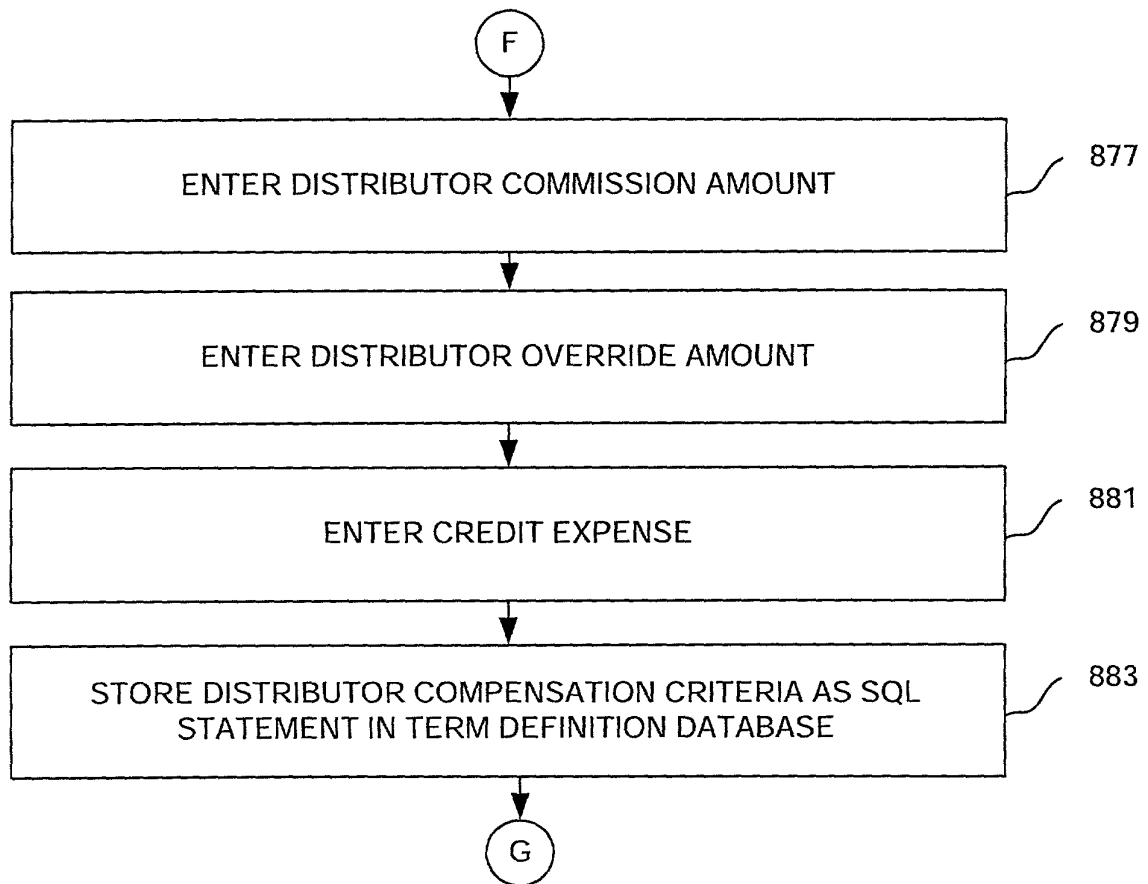 F
ENTER DISTRIBUTOR COMMISSION AMOUNT
877
ENTER DISTRIBUTOR OVERRIDE AMOUNT
879
ENTER CREDIT EXPENSE
881
STORE DISTRIBUTOR COMPENSATION CRITERIA AS SQL
STATEMENT IN TERM DEFINITION DATABASE
883
G